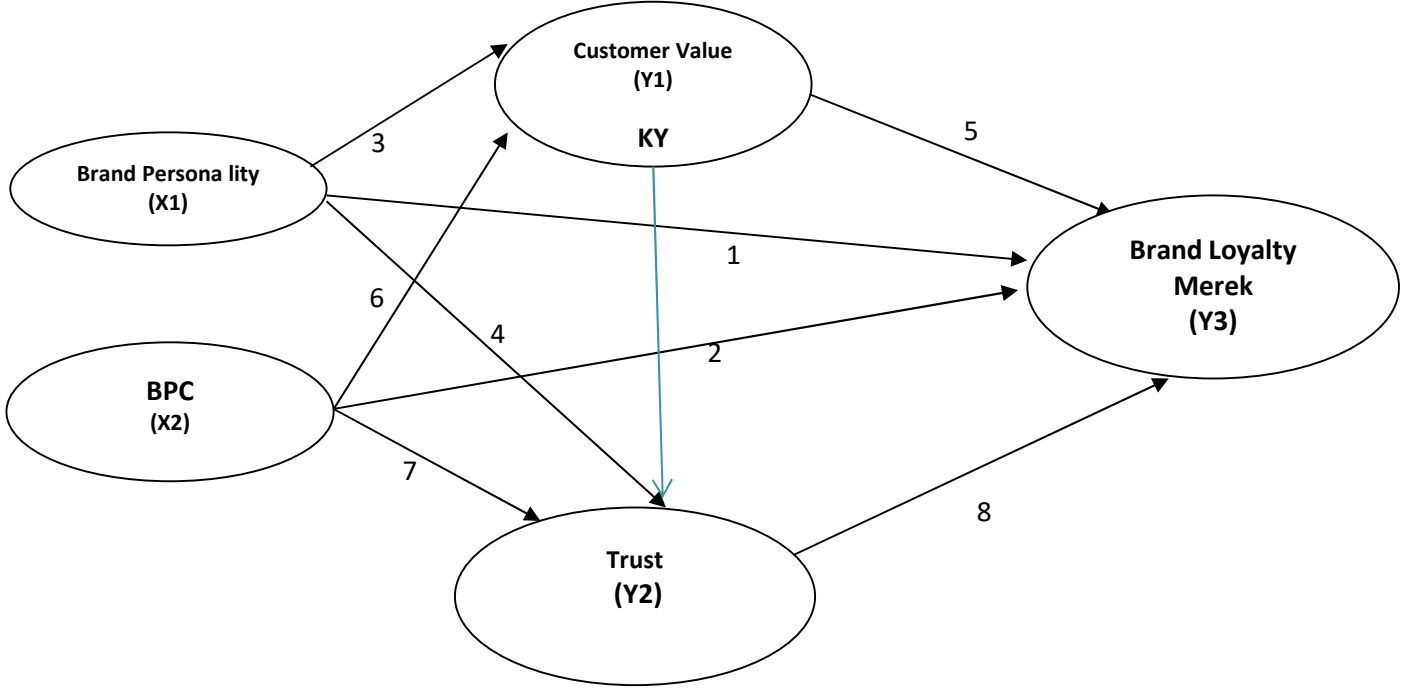 Customer Value
(Y1)
KY
3
5
Brand Persona lity
(X1)
1
Brand Loyalty
Merek
(Y3)
6
4
2
BPC
(X2)
7
8
Trust
(Y2)